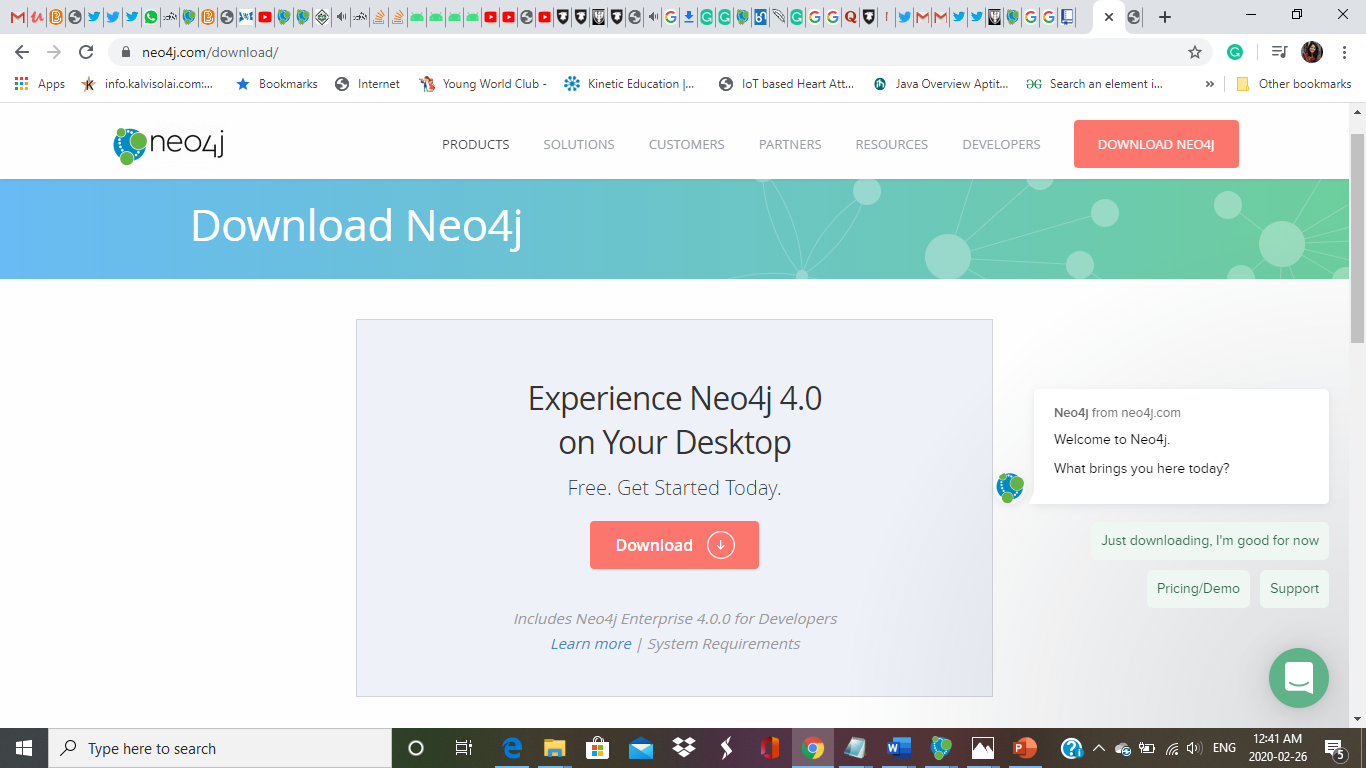 neo4j.com/download/
Apps
info.kalvisolai.com:...
Bookmarks
Internet
Young World Club -
Kinetic Education |...
IoT based Heart Att...
Java Overview Aptit...
Search an element i...
»
Other bookmarks
neo4j
PRODUCTS
SOLUTIONS
CUSTOMERS
PARTNERS
RESOURCES
DEVELOPERS
DOWNLOAD NEO4J
Download Neo4j
Experience Neo4j 4.0
on Your Desktop
Free. Get Started Today.
Download
Includes Neo4j Enterprise 4.0.0 for Developers
Learn more | System Requirements
Neo4j from neo4j.com
Welcome to Neo4j.
What brings you here today?
Just downloading, I'm good for now
Pricing/Demo
Support
Type here to search
ENG
12:41 AM
2020-02-26
5